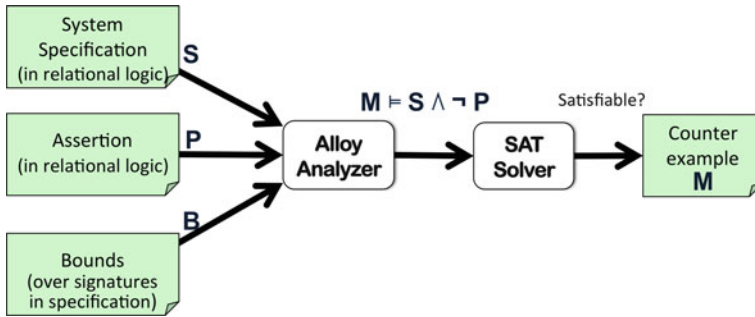 System
Specification
(in relational logic)
S
Assertion
(in relational logic)
P
Bounds
(over signatures
in specification)
B
Alloy
Analyzer
M ⊨ S ∧ ¬ P
SAT
Solver
Satisfiable?
Counter
example
M